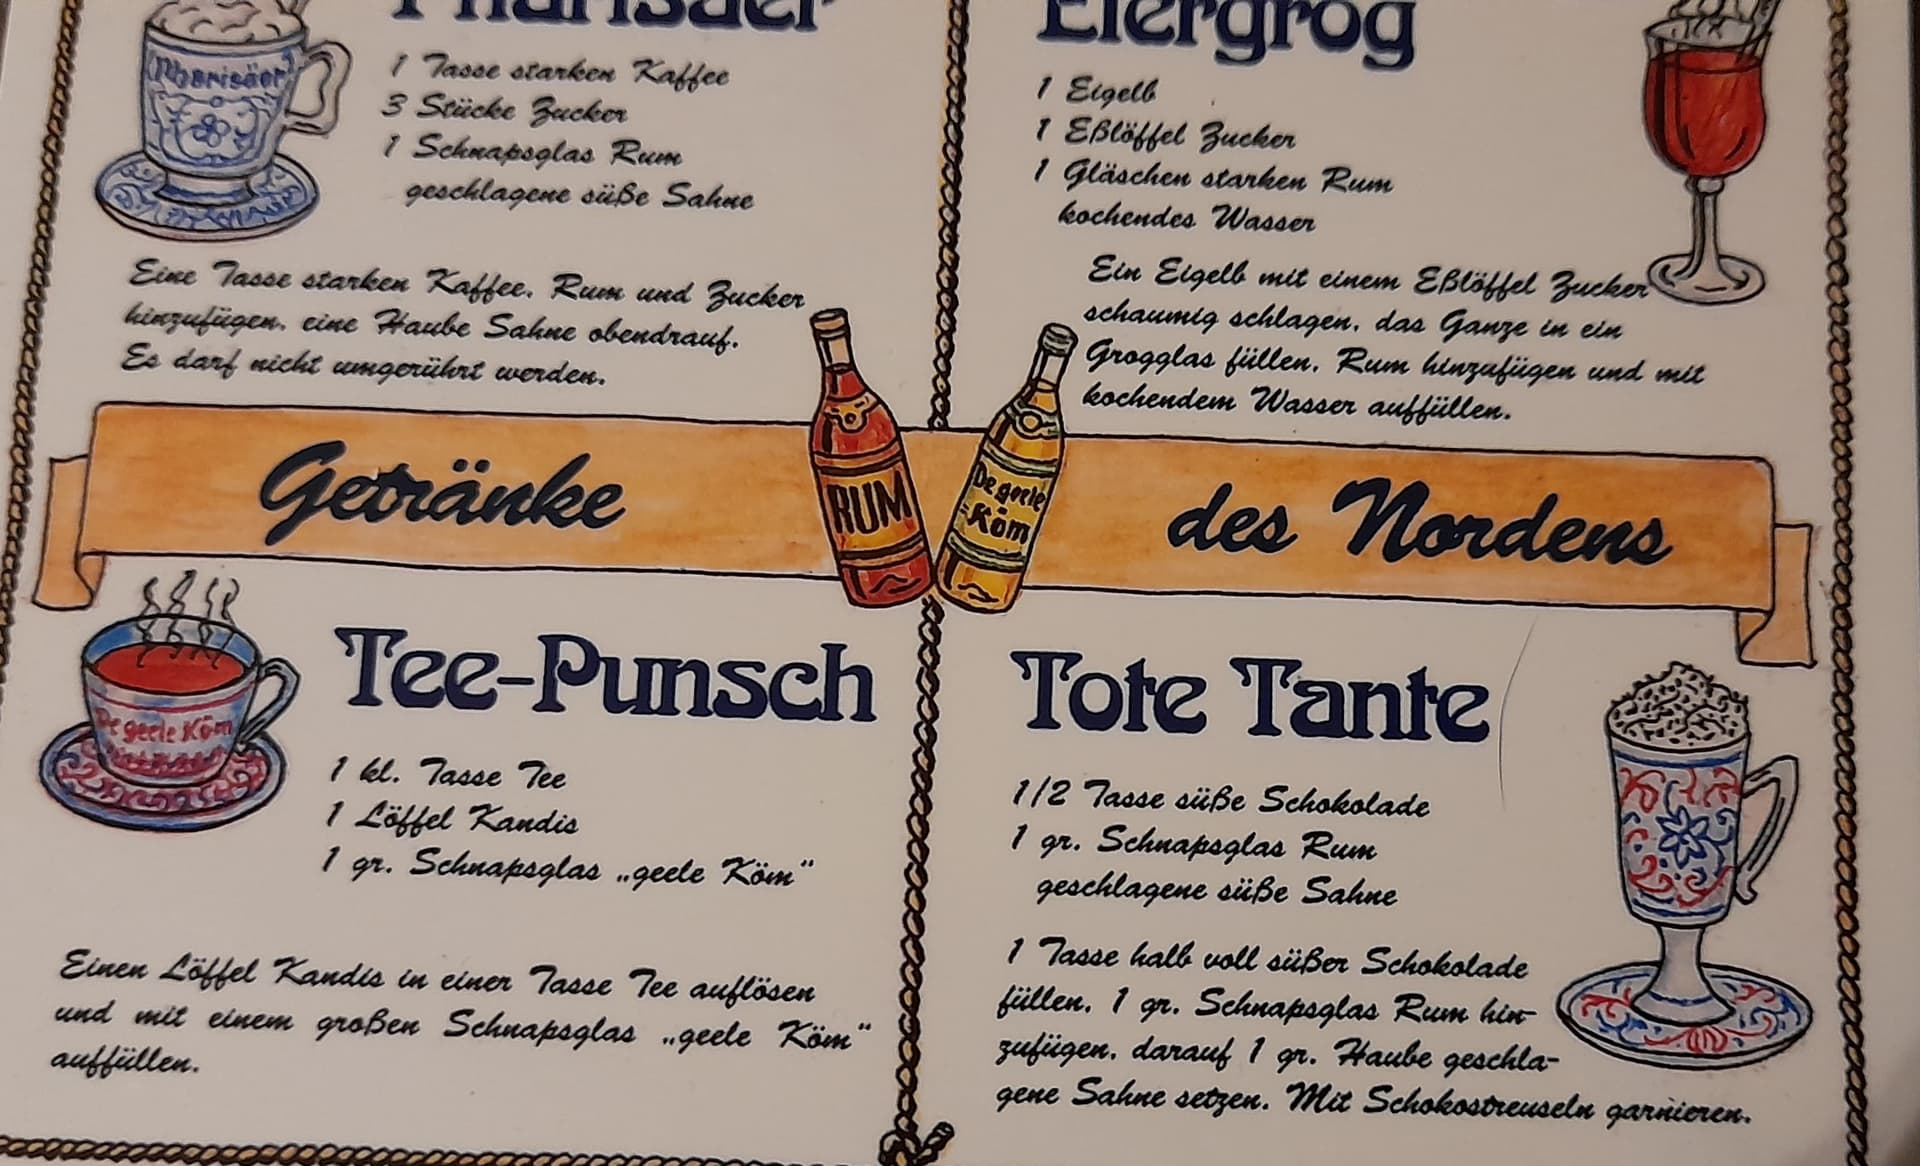 Pharisäer
1 Tasse starken Kaffee
3 Stücke Zucker
1 Schnapsglas Rum
geschlagene süße Sahne
Eine Tasse starken Kaffee, Rum und Zucker
hinzufügen, eine Haube Sahne obendrauf.
Es darf nicht umgerührt werden.
Pharisäer
Eiergrog
1 Eigelb
1 Eßlöffel Zucker
1 Gläschen starken Rum
kochendes Wasser
Ein Eigelb mit einem Eßlöffel Zucker
schaumig schlagen, das Ganze in ein
Grogglas füllen, Rum hinzufügen und mit
kochendem Wasser auffüllen.
Getränke des Nordens
RUM
De geele
Köm
Tee-Punsch
1 kl. Tasse Tee
1 Löffel Kandis
1 gr. Schnapsglas „geele Köm"
Einen Löffel Kandis in einer Tasse Tee auflösen
und mit einem großen Schnapsglas „geele Köm"
auffüllen.
De geele Köm
Tote Tante
1/2 Tasse süße Schokolade
1 gr. Schnapsglas Rum
geschlagene süße Sahne
1 Tasse halb voll süßer Schokolade
füllen, 1 gr. Schnapsglas Rum hin-
zufügen, darauf 1 gr. Haube geschla-
gene Sahne setzen. Mit Schokostreuseln garnieren.